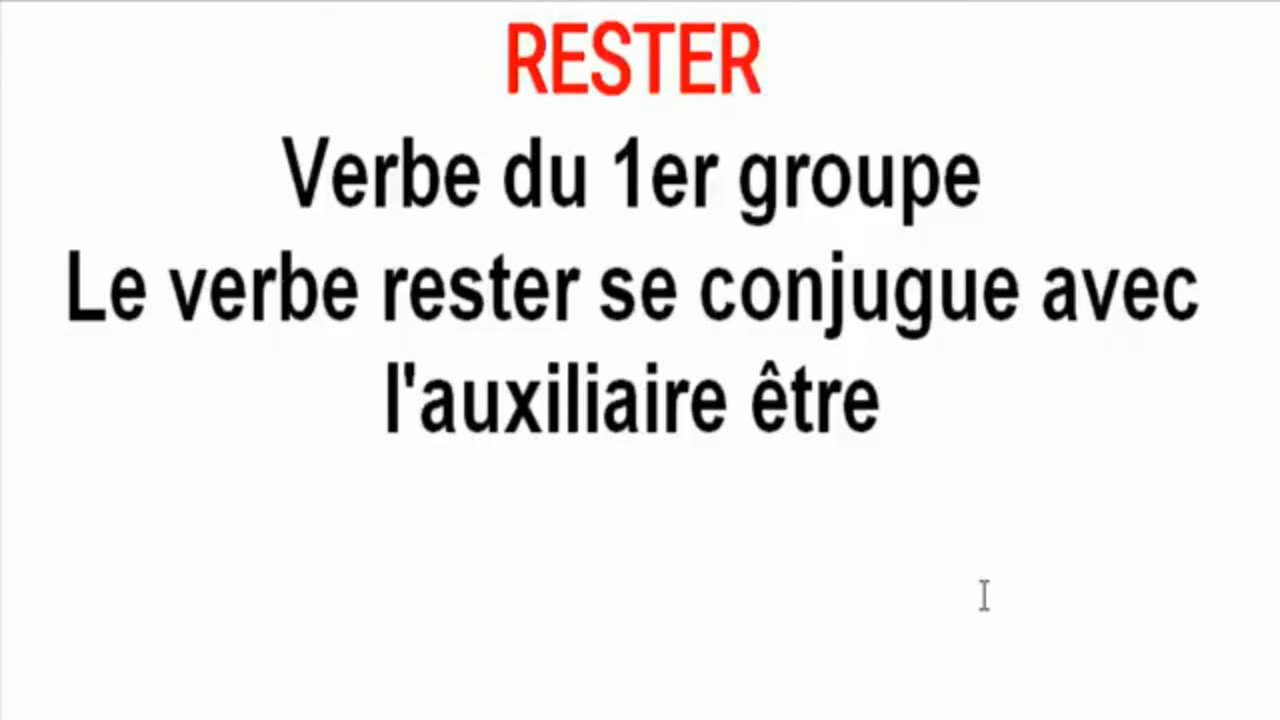 RESTER
Verbe du 1er groupe
Le verbe rester se conjugue avec
l'auxiliaire être